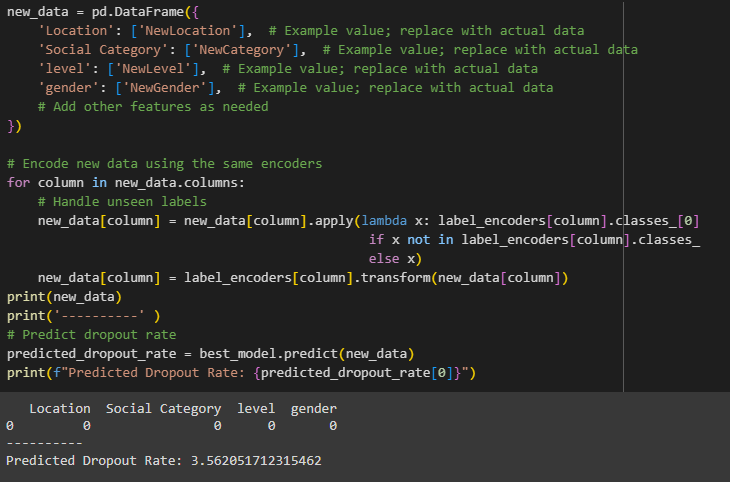 new_data = pd.DataFrame({
    'Location': ['NewLocation'],  # Example value; replace with actual data
    'Social Category': ['NewCategory'],  # Example value; replace with actual data
    'level': ['NewLevel'],  # Example value; replace with actual data
    'gender': ['NewGender'],  # Example value; replace with actual data
    # Add other features as needed
})
# Encode new data using the same encoders
for column in new_data.columns:
    # Handle unseen labels
    new_data[column] = new_data[column].apply(lambda x: label_encoders[column].classes_[0]
                                              if x not in label_encoders[column].classes_
                                              else x)
    new_data[column] = label_encoders[column].transform(new_data[column])
print(new_data)
print('----------' )
# Predict dropout rate
predicted_dropout_rate = best_model.predict(new_data)
print(f"Predicted Dropout Rate: {predicted_dropout_rate[0]}")
   Location  Social Category  level  gender
0         0                0      0       0
----------
Predicted Dropout Rate: 3.562051712315462